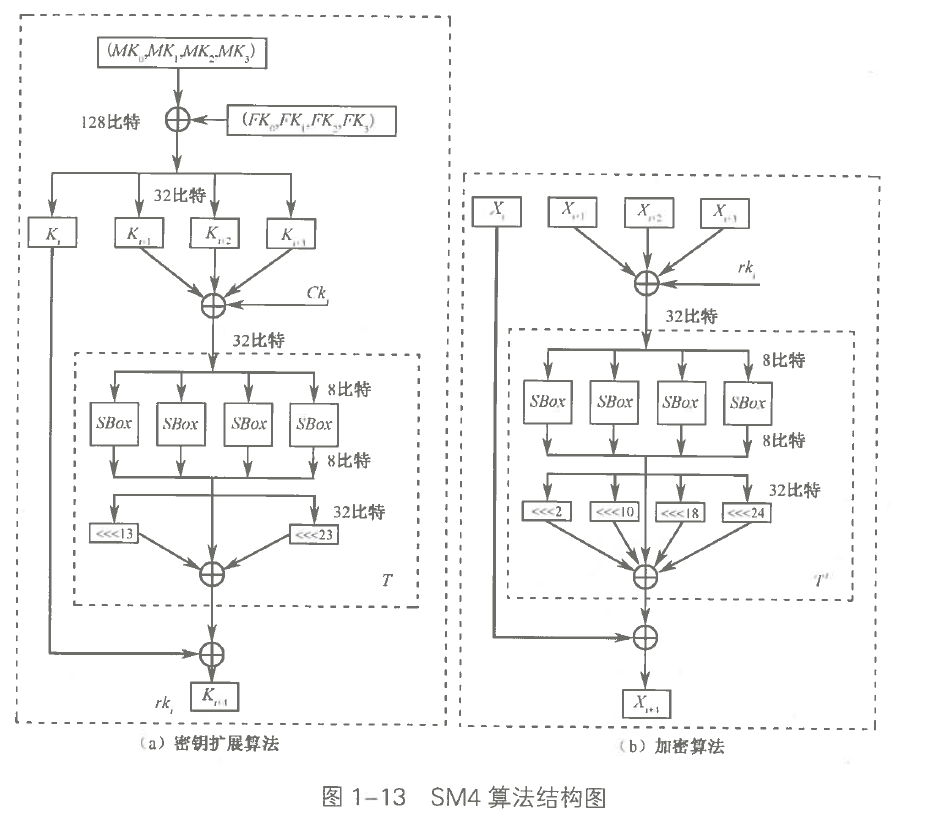 (MK₀,MK₁,MK₂,MK₃)
128比特
(FK₀,FK₁,FK₂,FK₃)
32比特
Kᵢ
Kᵢ₊₁
Kᵢ₊₂
Kᵢ₊₃
Ckᵢ
32比特
8比特
SBox
SBox
SBox
SBox
8比特
32比特
<<<13
<<<23
T
rkᵢ
Kᵢ₊₄
(a)密钥扩展算法
Xᵢ
Xᵢ₊₁
Xᵢ₊₂
Xᵢ₊₃
rkᵢ
32比特
8比特
SBox
SBox
SBox
SBox
8比特
32比特
<<<2
<<<10
<<<18
<<<24
T'
Xᵢ₊₄
(b)加密算法
图 1-13 SM4 算法结构图